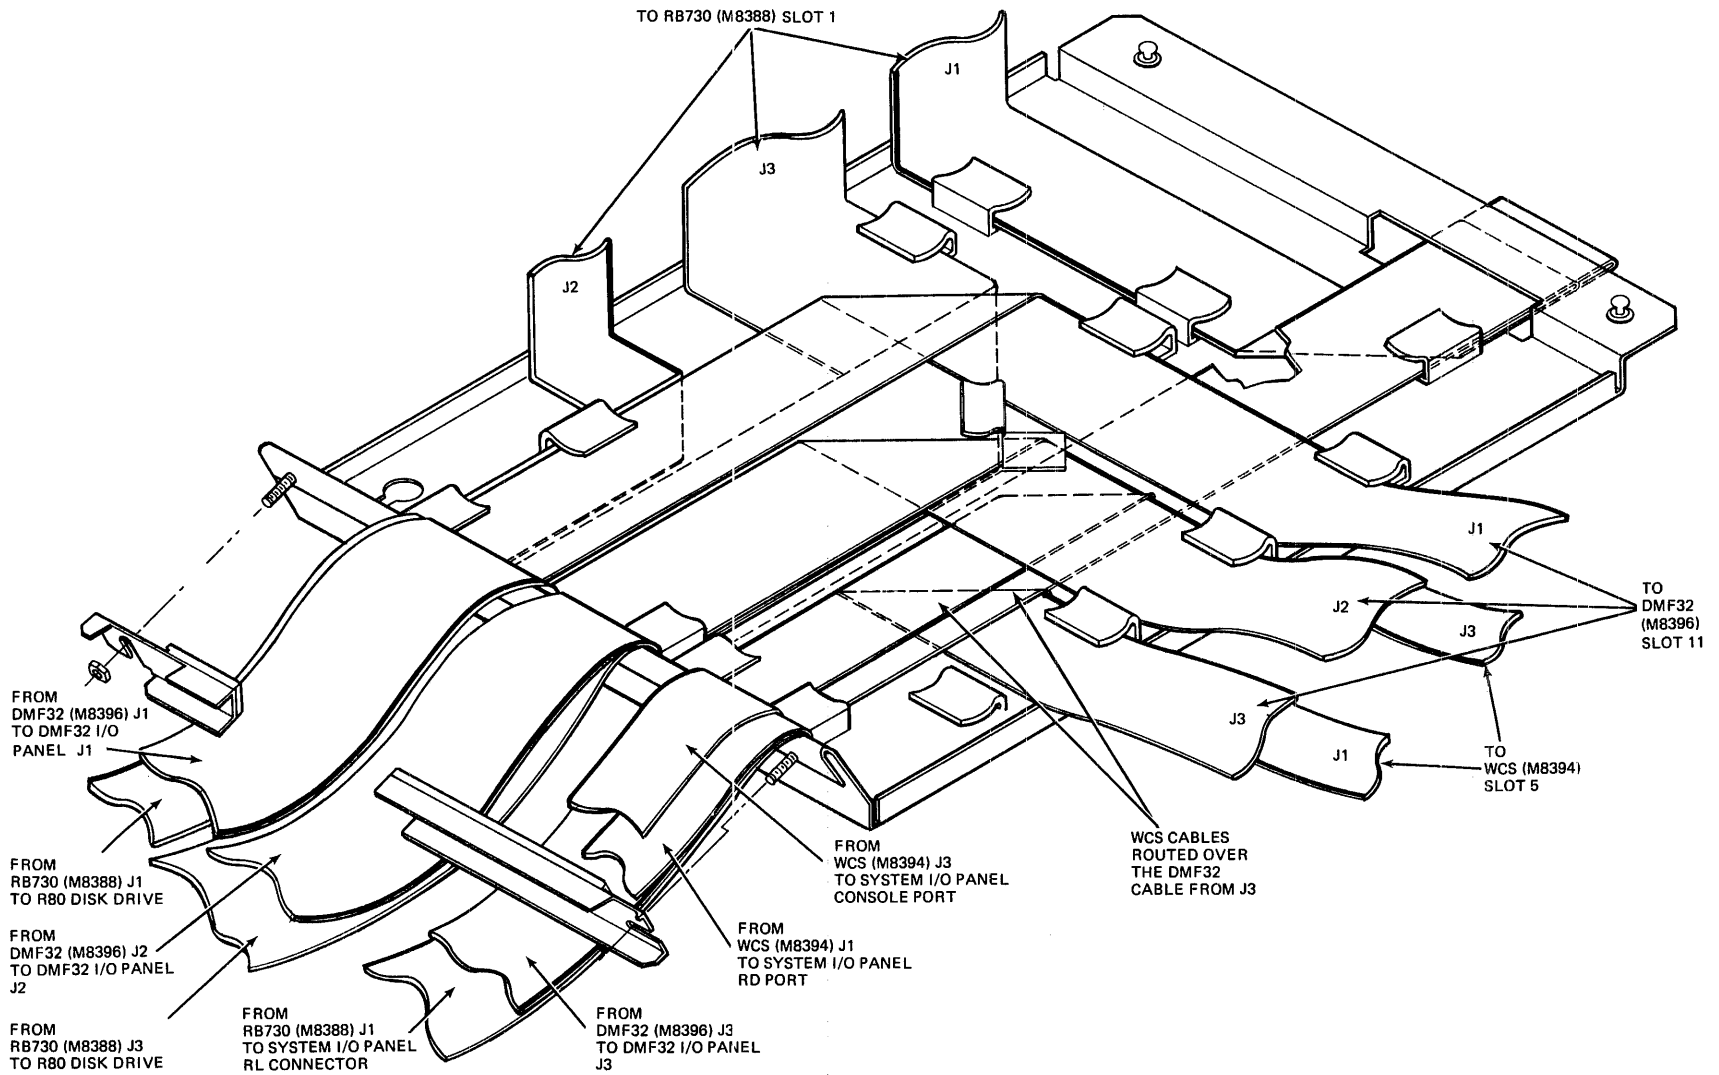 TO RB730 (M8388) SLOT 1
J1
J3
J2
J1
J2
J3
J3
J1
TO
DMF32
(M8396)
SLOT 11
TO
WCS (M8394)
SLOT 5
WCS CABLES
ROUTED OVER
THE DMF32
CABLE FROM J3
FROM
DMF32 (M8396) J1
TO DMF32 I/O
PANEL J1
FROM
RB730 (M8388) J1
TO R80 DISK DRIVE
FROM
DMF32 (M8396) J2
TO DMF32 I/O PANEL
J2
FROM
RB730 (M8388) J3
TO R80 DISK DRIVE
FROM
RB730 (M8388) J1
TO SYSTEM I/O PANEL
RL CONNECTOR
FROM
DMF32 (M8396) J3
TO DMF32 I/O PANEL
J3
FROM
WCS (M8394) J1
TO SYSTEM I/O PANEL
RD PORT
FROM
WCS (M8394) J3
TO SYSTEM I/O PANEL
CONSOLE PORT